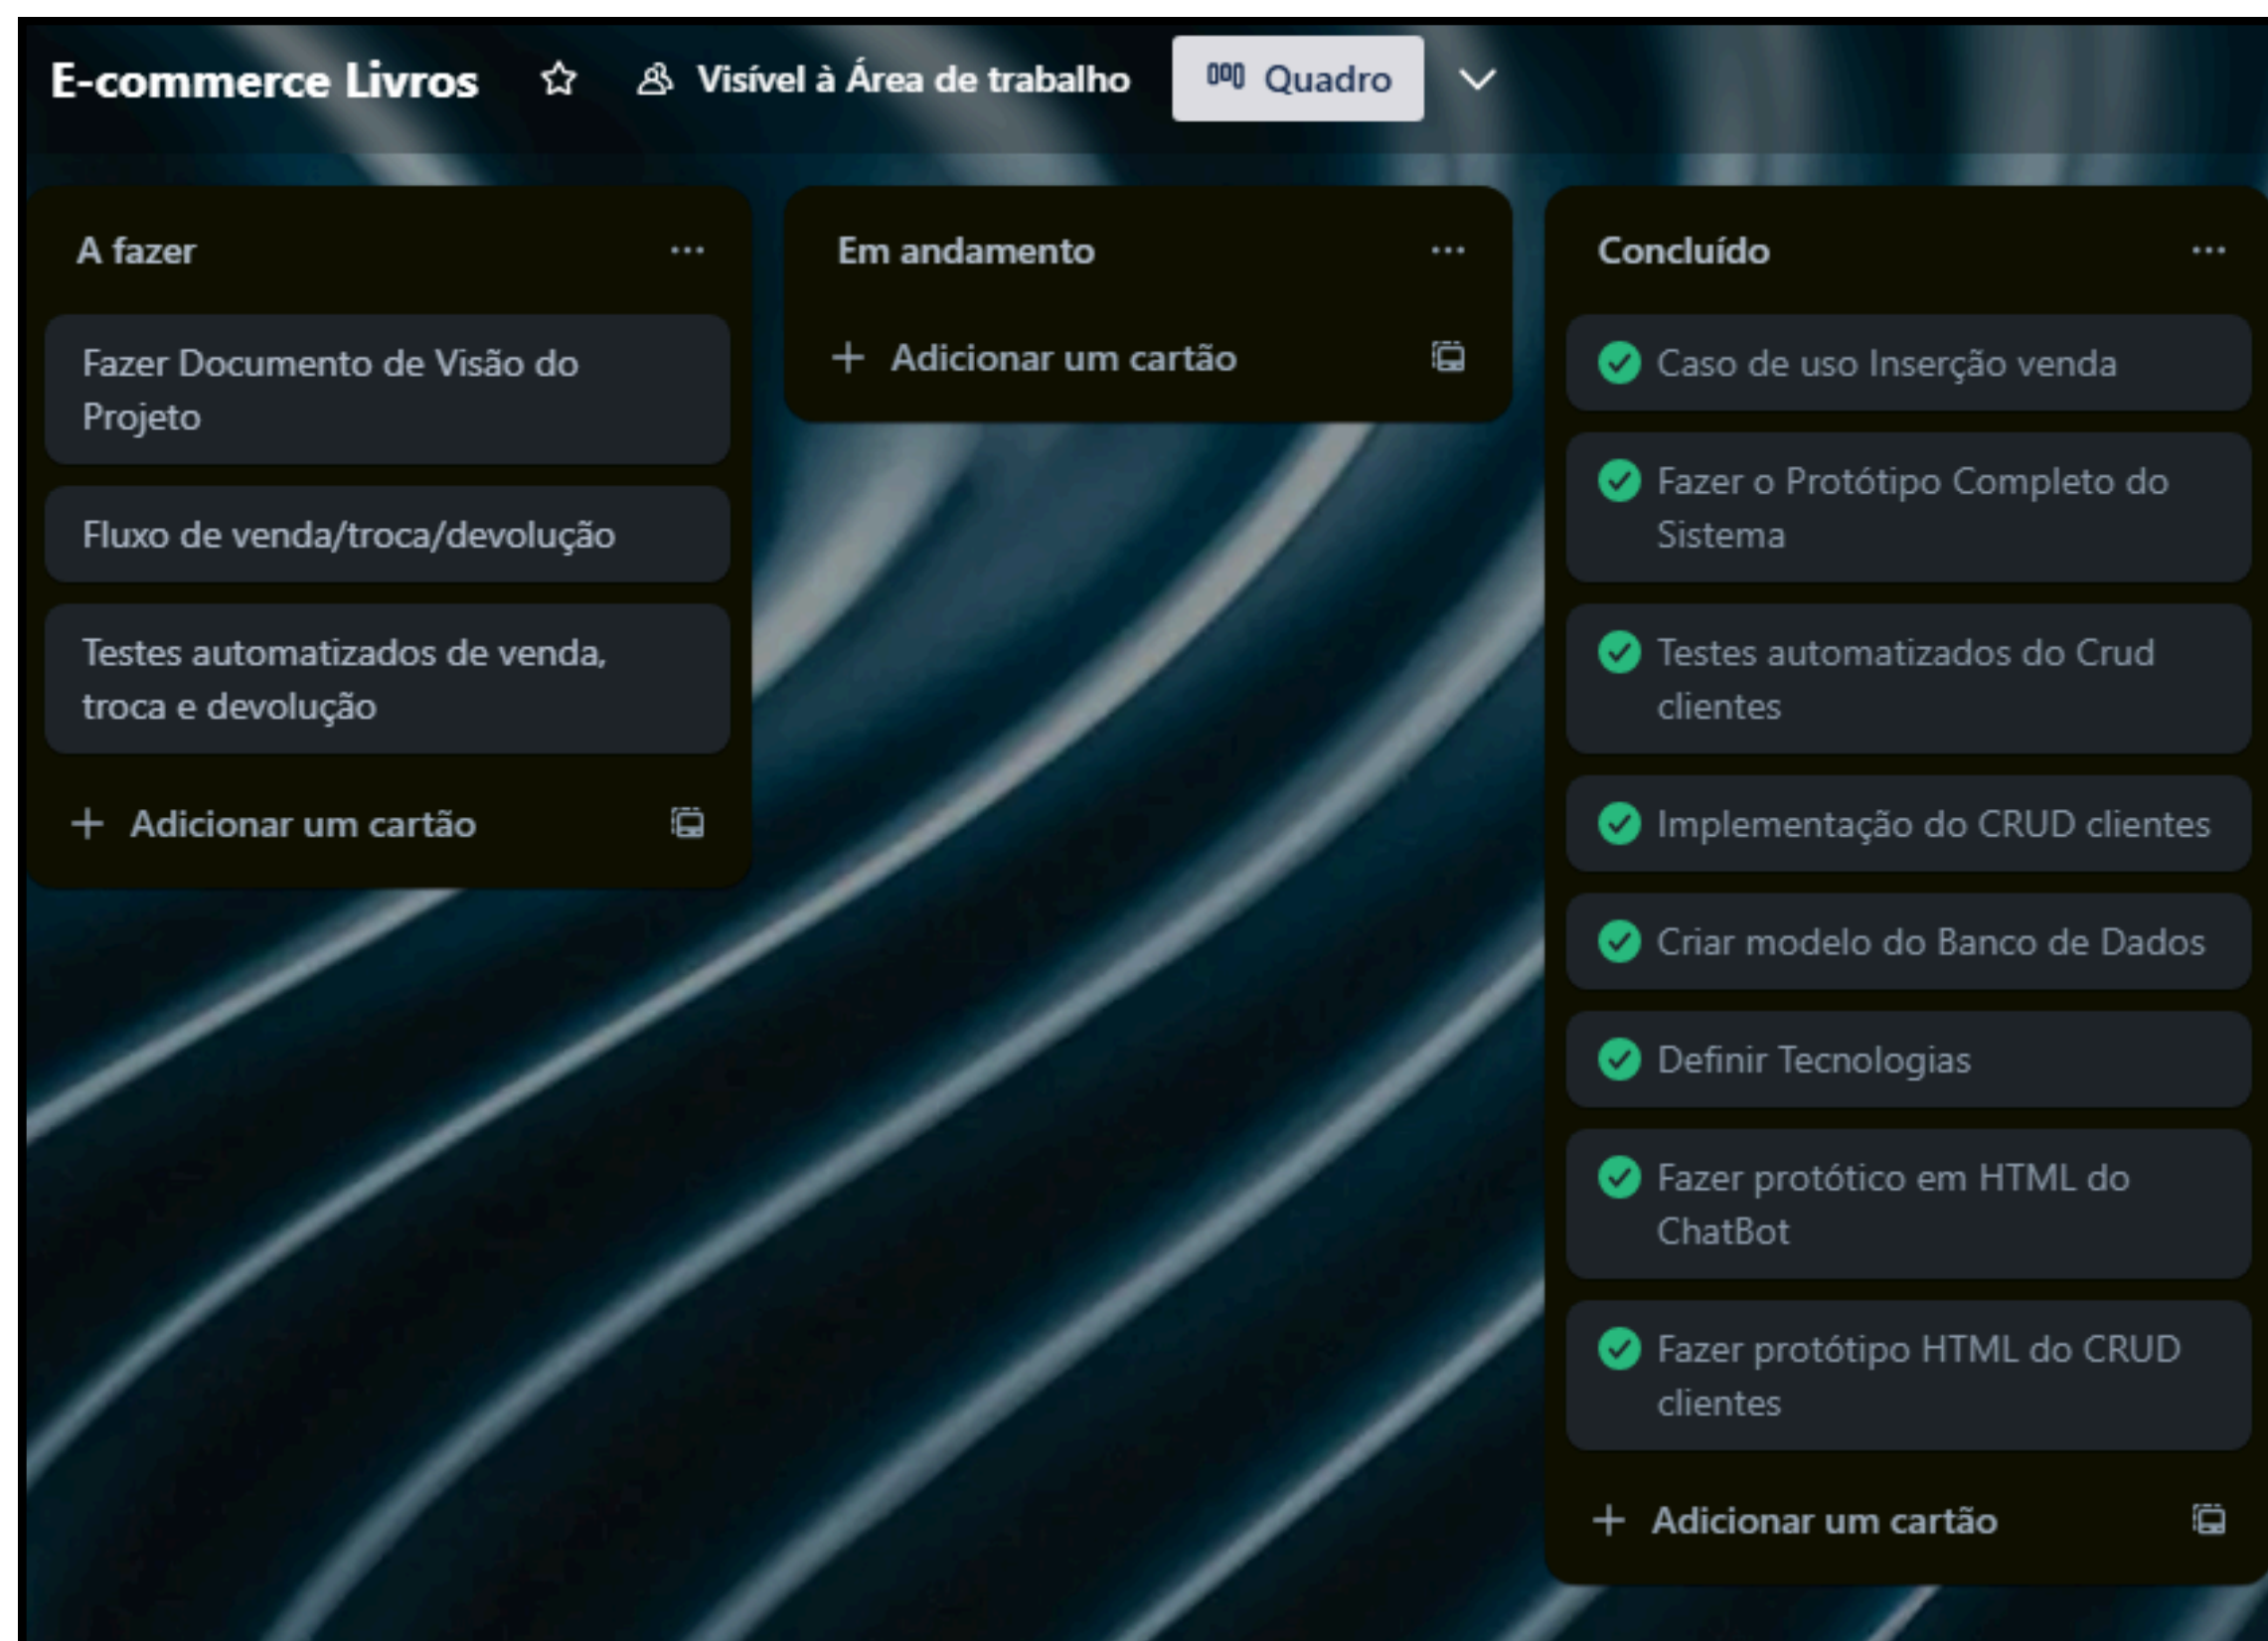 E-commerce Livros Visível à Área de trabalho Quadro
A fazer
Fazer Documento de Visão do
Projeto
Fluxo de venda/troca/devolução
Testes automatizados de venda,
troca e devolução
+ Adicionar um cartão
Em andamento
+ Adicionar um cartão
Concluído
Caso de uso Inserção venda
Fazer o Protótipo Completo do
Sistema
Testes automatizados do Crud
clientes
Implementação do CRUD clientes
Criar modelo do Banco de Dados
Definir Tecnologias
Fazer protótico em HTML do
ChatBot
Fazer protótipo HTML do CRUD
clientes
+ Adicionar um cartão